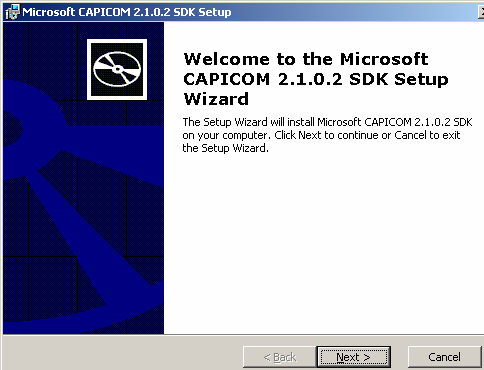 Microsoft CAPICOM 2.1.0.2 SDK Setup
Welcome to the Microsoft
CAPICOM 2.1.0.2 SDK Setup
Wizard
The Setup Wizard will install Microsoft CAPICOM 2.1.0.2 SDK
on your computer. Click Next to continue or Cancel to exit
the Setup Wizard.
< Back Next > Cancel